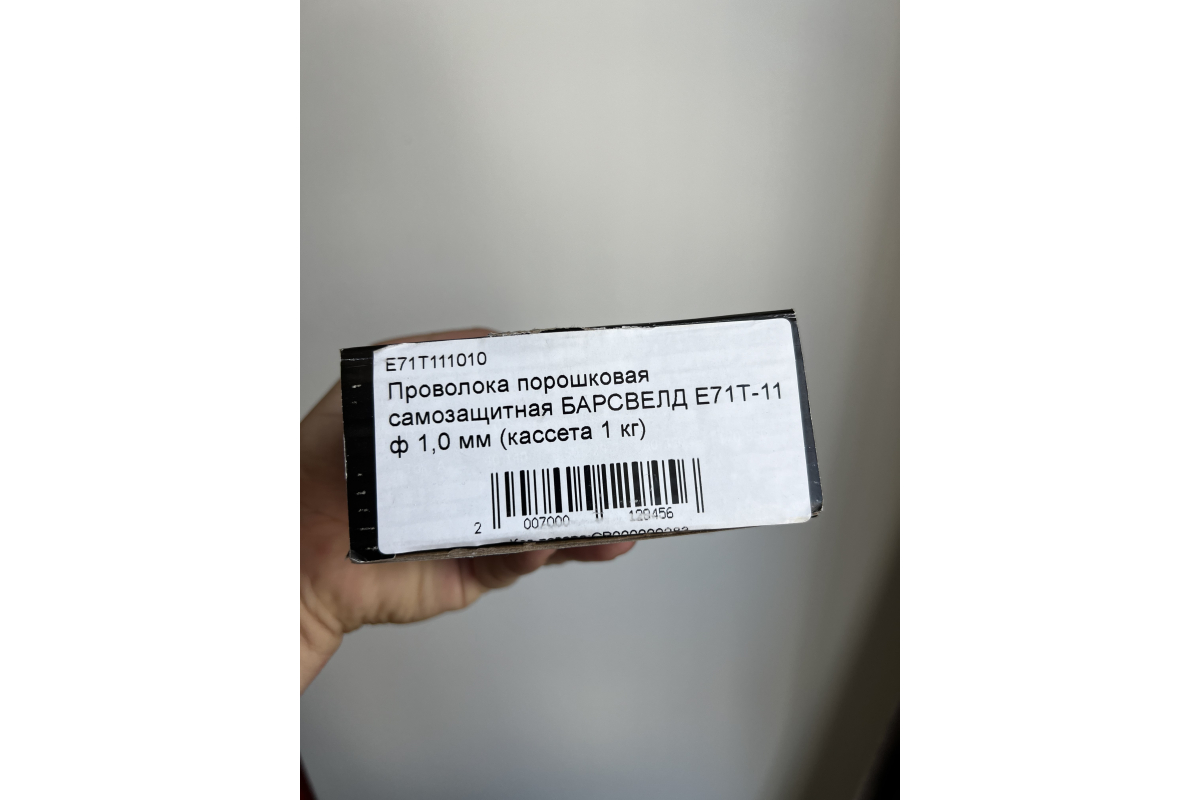 E71T111010
Проволока порошковая
самозащитная БАРСВЕЛД E71T-11
ф 1,0 мм (кассета 1 кг)
2 007000 128456